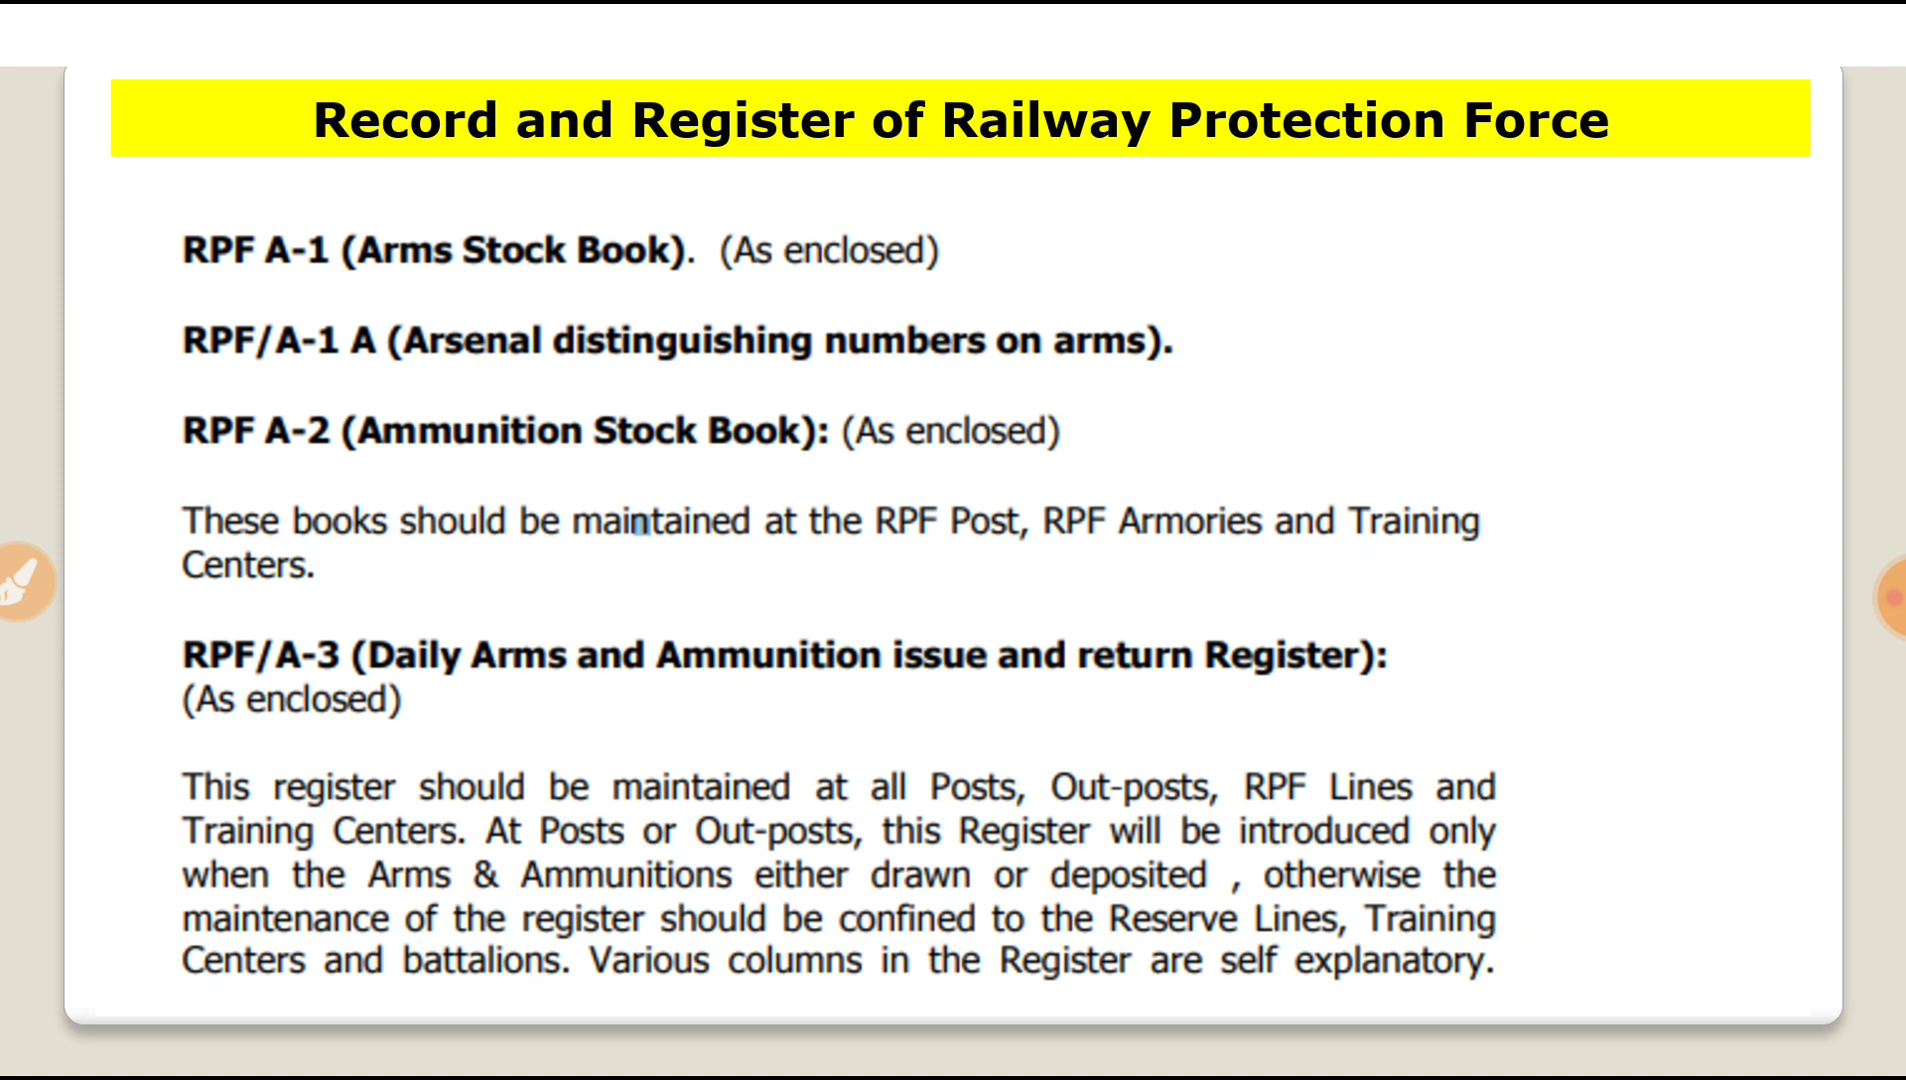 Record and Register of Railway Protection Force
RPF A-1 (Arms Stock Book). (As enclosed)
RPF/A-1 A (Arsenal distinguishing numbers on arms).
RPF A-2 (Ammunition Stock Book): (As enclosed)
These books should be maintained at the RPF Post, RPF Armories and Training
Centers.
RPF/A-3 (Daily Arms and Ammunition issue and return Register):
(As enclosed)
This register should be maintained at all Posts, Out-posts, RPF Lines and
Training Centers. At Posts or Out-posts, this Register will be introduced only
when the Arms & Ammunitions either drawn or deposited , otherwise the
maintenance of the register should be confined to the Reserve Lines, Training
Centers and battalions. Various columns in the Register are self explanatory.